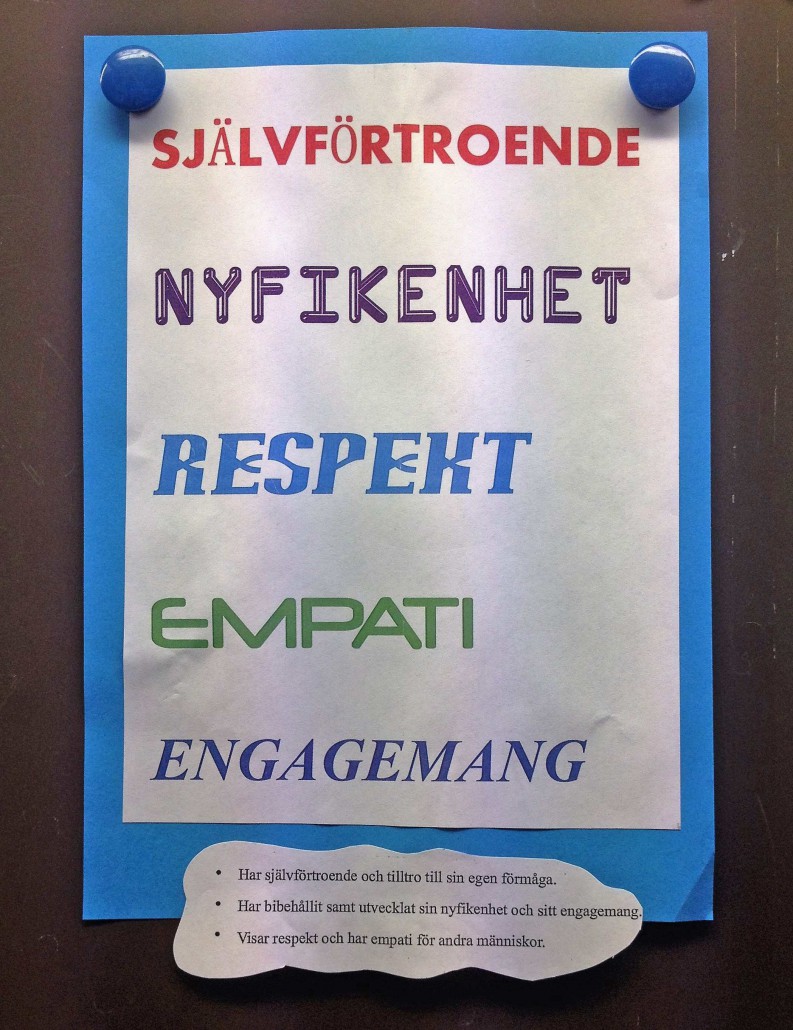 SJÄLVFÖRTROENDE
NYFIKENHET
RESPEKT
EMPATI
ENGAGEMANG
• Har självförtroende och tilltro till sin egen förmåga.
• Har bibehållit samt utvecklat sin nyfikenhet och sitt engagemang.
• Visar respekt och har empati för andra människor.